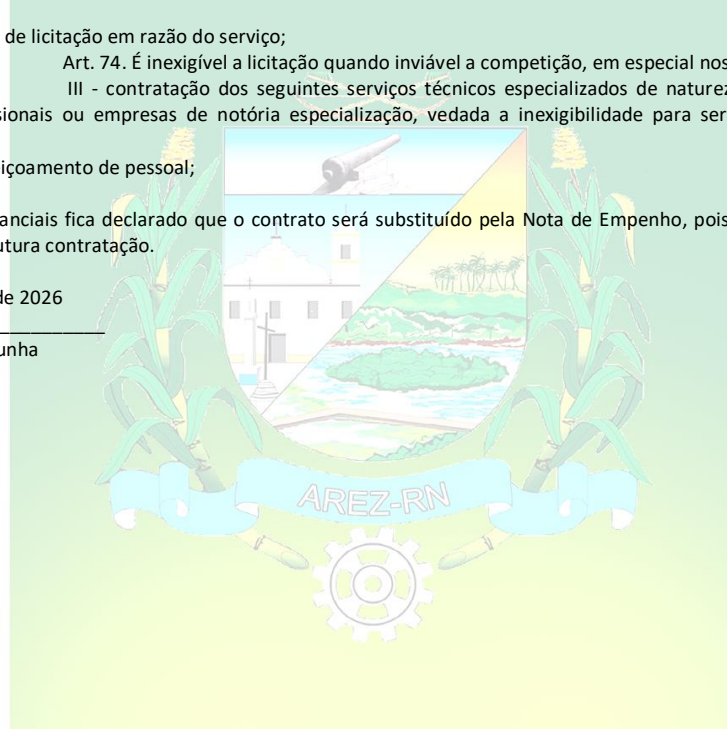 de licitação em razão do serviço;
Art. 74. É inexigível a licitação quando inviável a competição, em especial nos
III - contratação dos seguintes serviços técnicos especializados de naturez
sionais ou empresas de notória especialização, vedada a inexigibilidade para ser
içoamento de pessoal;
anciais fica declarado que o contrato será substituído pela Nota de Empenho, pois
utura contratação.
de 2026
unha
AREZ-RN